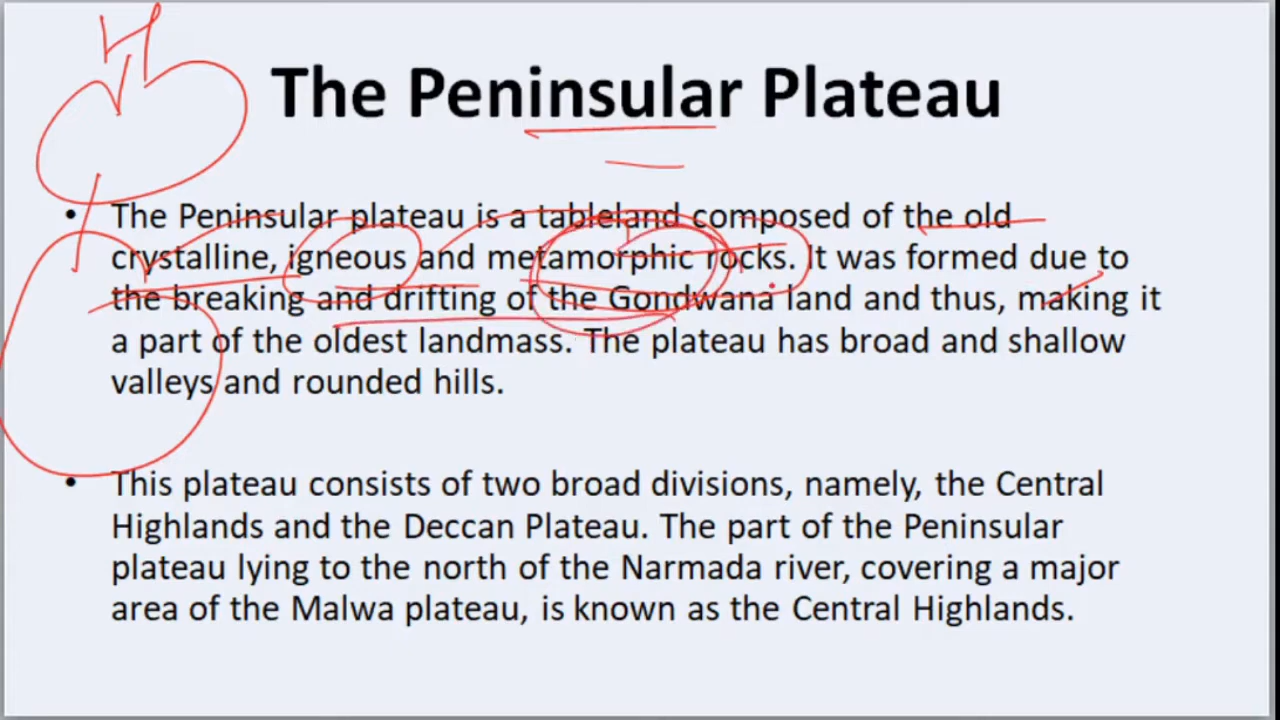 The Peninsular Plateau
• The Peninsular plateau is a tableland composed of the old
crystalline, igneous and metamorphic rocks. It was formed due to
the breaking and drifting of the Gondwana land and thus, making it
a part of the oldest landmass. The plateau has broad and shallow
valleys and rounded hills.
• This plateau consists of two broad divisions, namely, the Central
Highlands and the Deccan Plateau. The part of the Peninsular
plateau lying to the north of the Narmada river, covering a major
area of the Malwa plateau, is known as the Central Highlands.